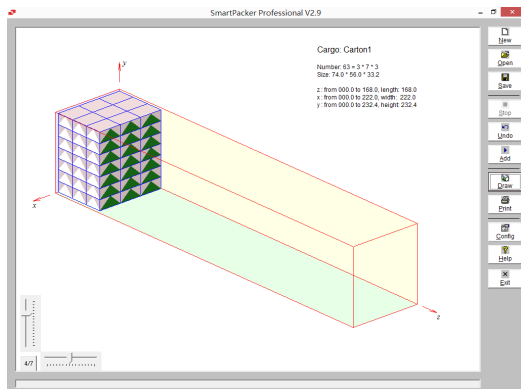 SmartPacker Professional V2.9
Cargo: Carton1
Number: 63 = 3 * 7 * 3
Size: 74.0 * 56.0 * 33.2
z: from 000.0 to 168.0, length: 168.0
x: from 000.0 to 222.0, width: 222.0
y: from 000.0 to 232.4, height: 232.4
y
x
z
4/7
New
Open
Save
Stop
Undo
Add
Draw
Print
Config
Help
Exit